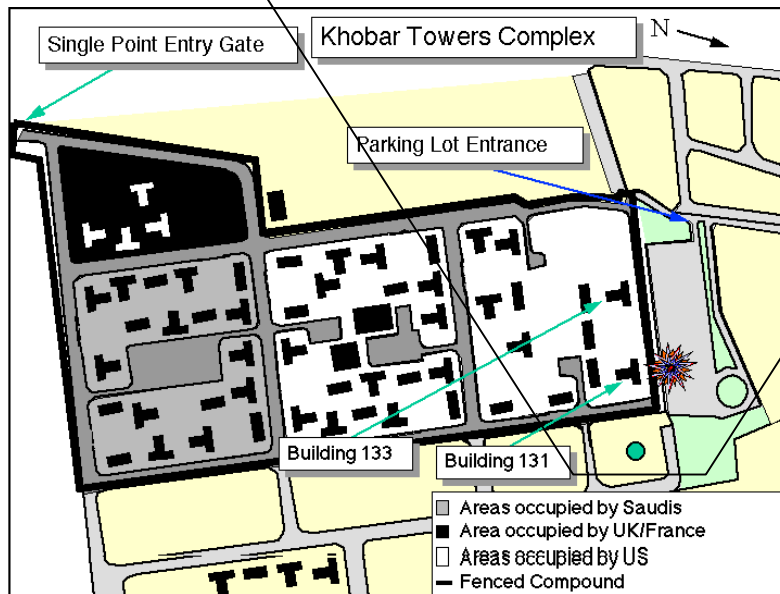 Single Point Entry Gate
Khobar Towers Complex
N
Parking Lot Entrance
Building 133
Building 131
Areas occupied by Saudis
Area occupied by UK/France
Areas occupied by US
Fenced Compound